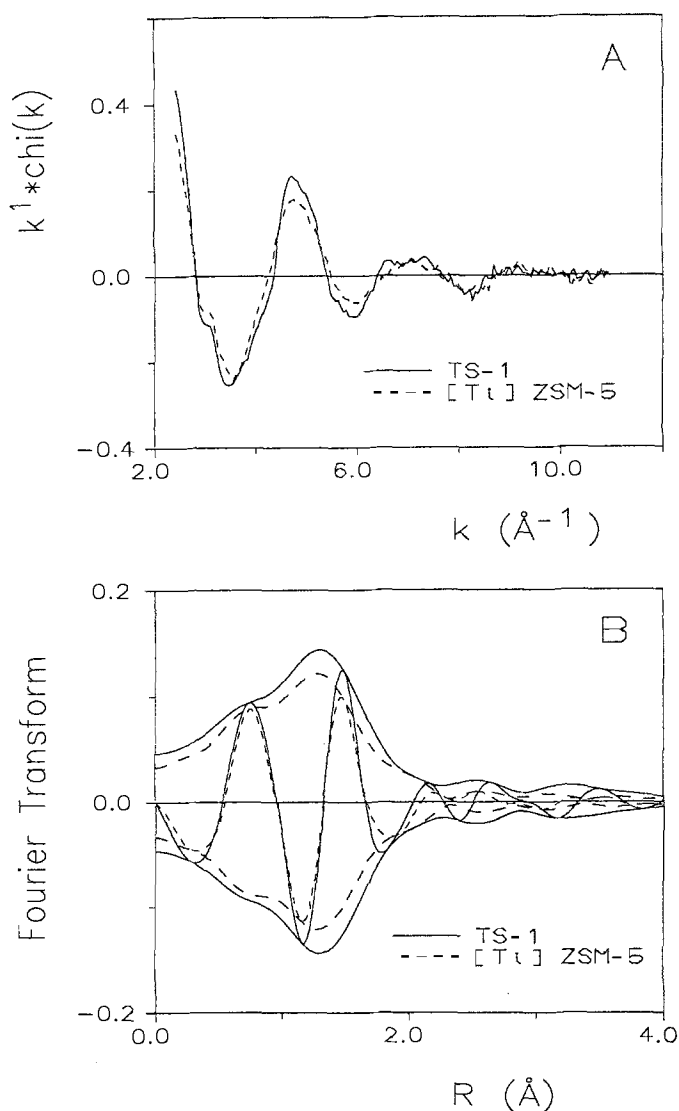 A
k¹*chi(k)
0.4
0.0
−0.4
TS-1
[Ti] ZSM-5
2.0 6.0 10.0
k (Å⁻¹)
B
Fourier Transform
0.2
0.0
−0.2
TS-1
[Ti] ZSM-5
0.0 2.0 4.0
R (Å)